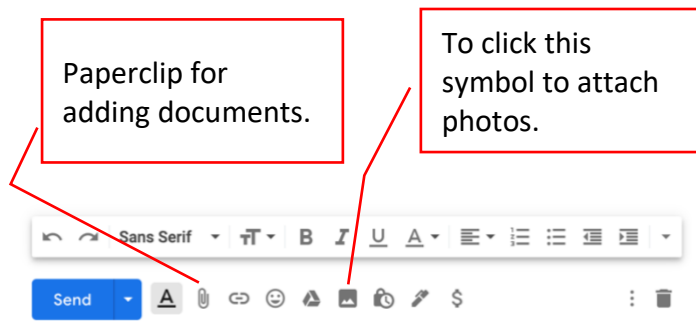 Paperclip for
adding documents.
To click this
symbol to attach
photos.
Sans Serif B I U A
Send A $